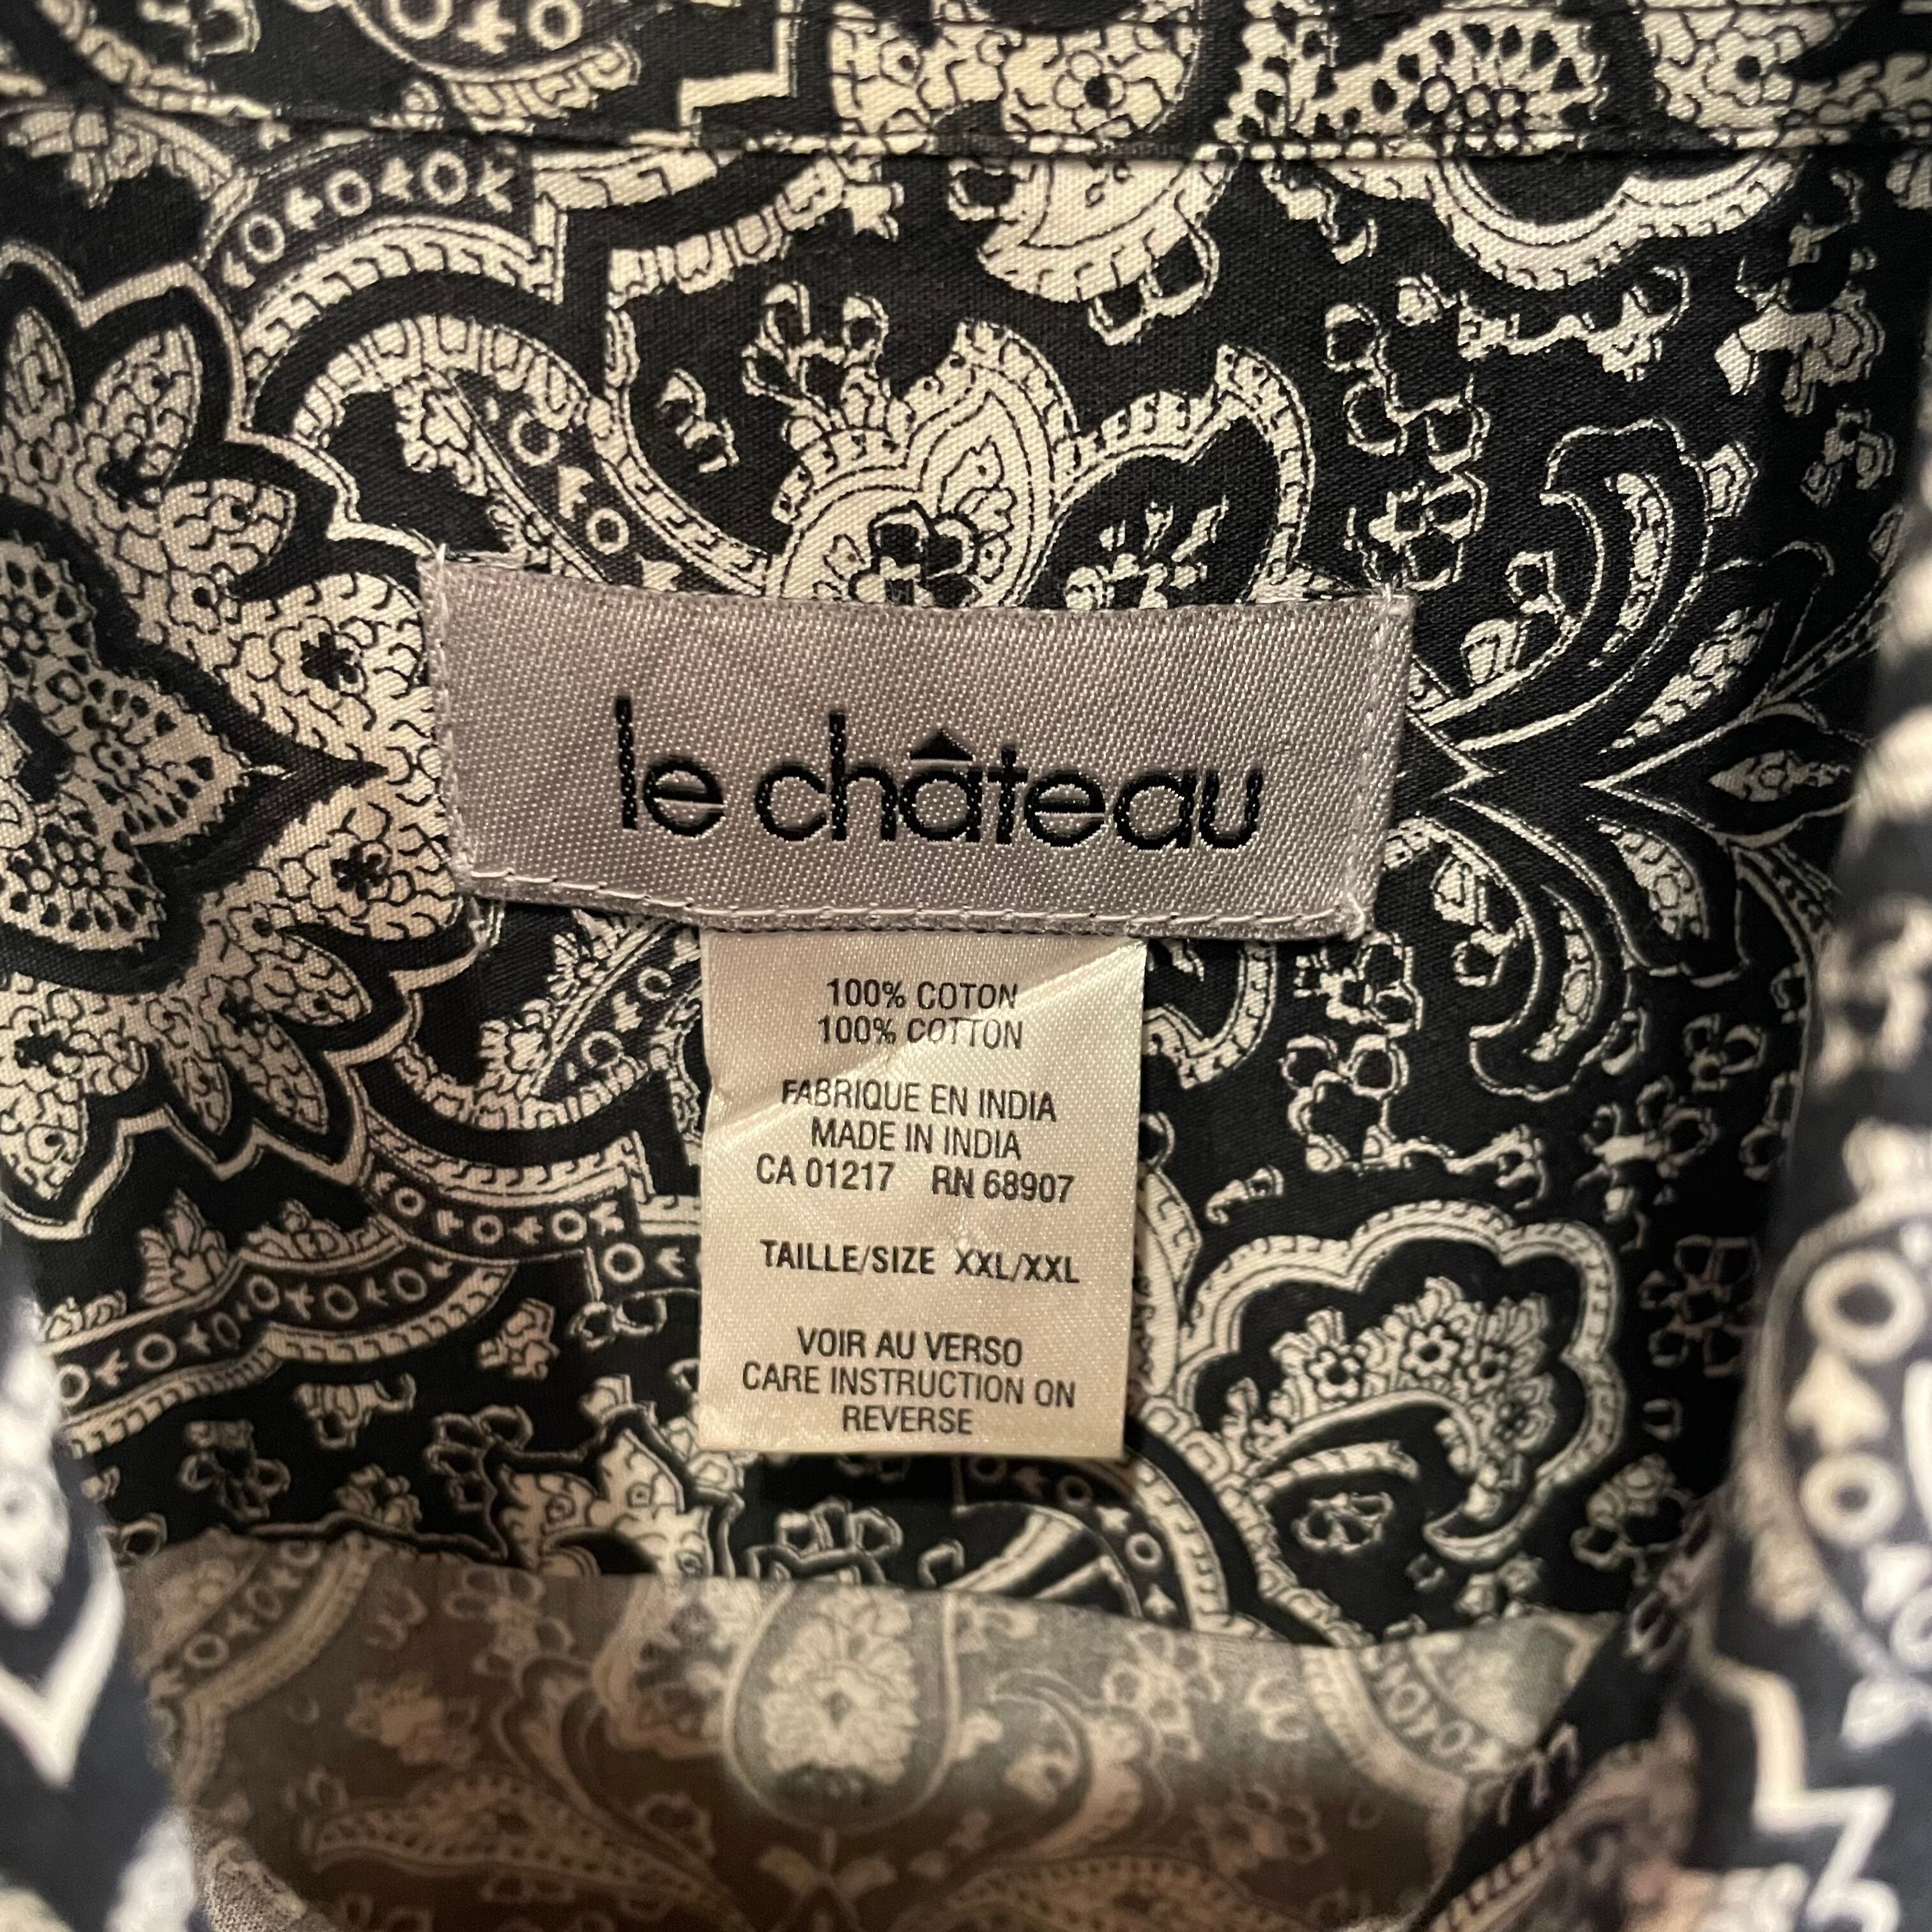 le château
100% COTON
100% COTTON
FABRIQUE EN INDIA
MADE IN INDIA
CA 01217 RN 68907
TAILLE/SIZE XXL/XXL
VOIR AU VERSO
CARE INSTRUCTION ON
REVERSE